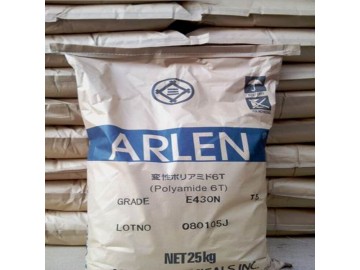 ARLEN
変性ポリアミド6T
(Polyamide 6T)
GRADE E430N
LOTNO 080105J
NET25kg